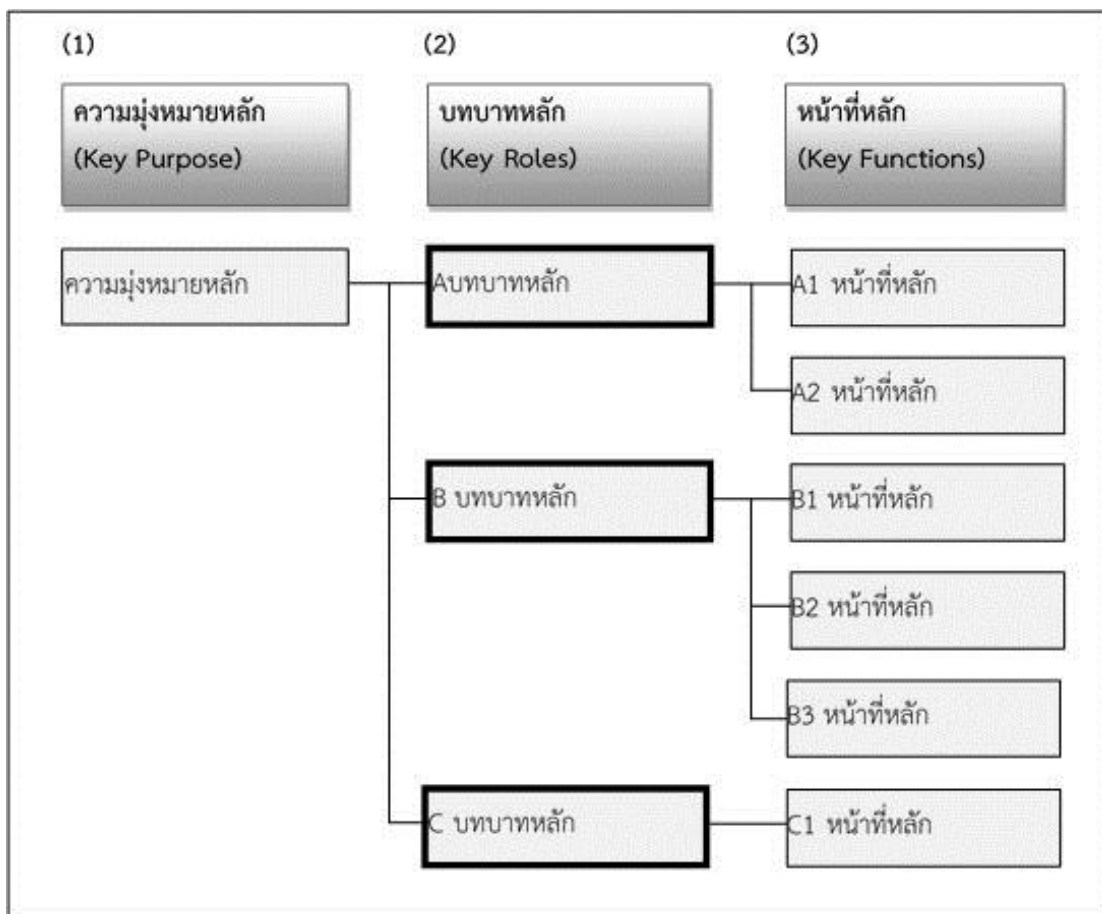 (1) (2) (3)
ความมุ่งหมายหลัก
(Key Purpose)
บทบาทหลัก
(Key Roles)
หน้าที่หลัก
(Key Functions)
ความมุ่งหมายหลัก
Aบทบาทหลัก
A1 หน้าที่หลัก
A2 หน้าที่หลัก
B บทบาทหลัก
B1 หน้าที่หลัก
B2 หน้าที่หลัก
B3 หน้าที่หลัก
C บทบาทหลัก
C1 หน้าที่หลัก